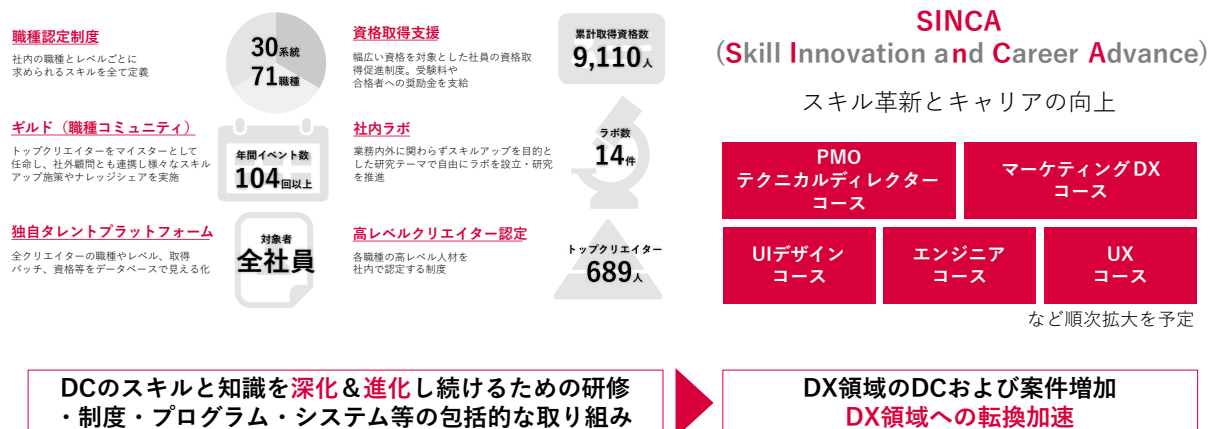 職種認定制度
社内の職種とレベルごとに
求められるスキルを全て定義
30系統
71職種
資格取得支援
幅広い資格を対象とした社員の資格取
得促進制度。受験料や
合格者への奨励金を支給
累計取得資格数
9,110人
ギルド（職種コミュニティ）
トップクリエイターをマイスターとして
任命し、社外顧問とも連携し様々なスキル
アップ施策やナレッジシェアを実施
年間イベント数
104回以上
社内ラボ
業務内外に関わらずスキルアップを目的と
した研究テーマで自由にラボを設立・研究
を推進
ラボ数
14件
独自タレントプラットフォーム
全クリエイターの職種やレベル、取得
バッチ、資格等をデータベースで見える化
対象者
全社員
高レベルクリエイター認定
各職種の高レベル人材を
社内で認定する制度
トップクリエイター
689人
SINCA
（Skill Innovation and Career Advance）
スキル革新とキャリアの向上
PMO
テクニカルディレクター
コース
マーケティングDX
コース
UIデザイン
コース
エンジニア
コース
UX
コース
など順次拡大を予定
DCのスキルと知識を深化＆進化し続けるための研修
・制度・プログラム・システム等の包括的な取り組み
DX領域のDCおよび案件増加
DX領域への転換加速